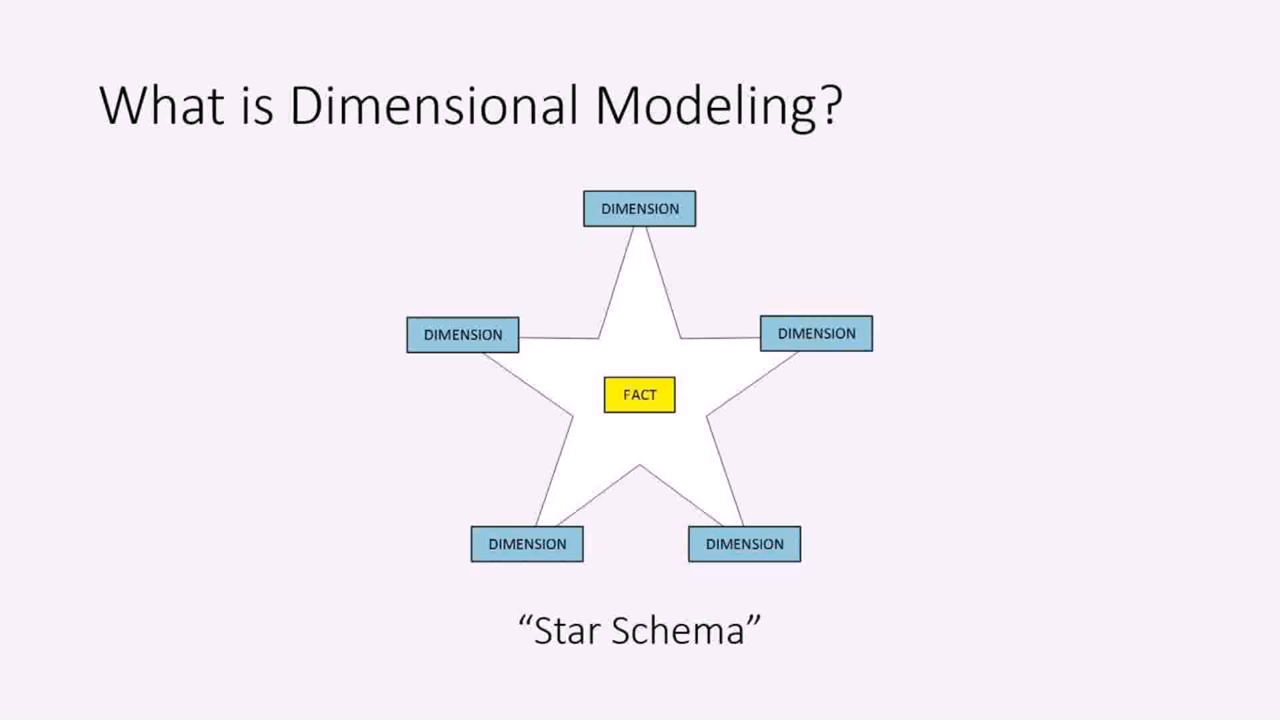 What is Dimensional Modeling?
DIMENSION
DIMENSION
DIMENSION
FACT
DIMENSION
DIMENSION
“Star Schema”